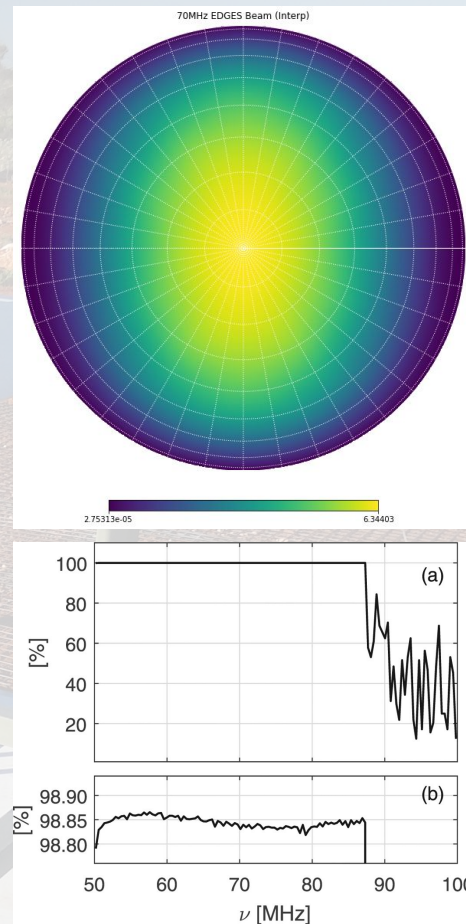 70MHz EDGES Beam (Interp)
2.75313e-05 6.34403
[%]
100
80
60
40
20
(a)
[%]
98.90
98.85
98.80
(b)
50 60 70 80 90 100
ν [MHz]